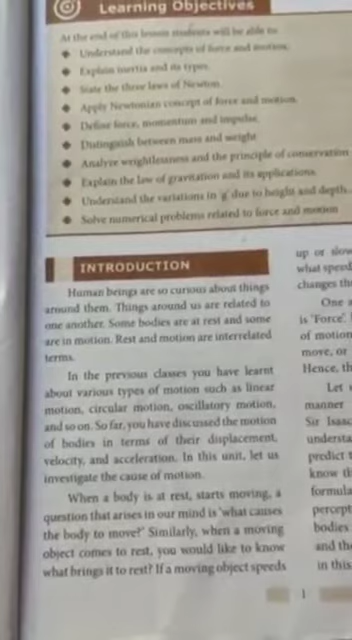 Learning Objectives
At the end of this lesson students will be able to
Understand the concepts of force and motion.
Explain inertia and its types.
State the three laws of Newton.
Apply Newtonian concept of force and motion.
Define force, momentum and impulse.
Distinguish between mass and weight.
Analyse weightlessness and the principle of conservation
Explain the law of gravitation and its applications.
Understand the variations in 'g' due to height and depth.
Solve numerical problems related to force and motion
INTRODUCTION
Human beings are so curious about things
around them. Things around us are related to
one another. Some bodies are at rest and some
are in motion. Rest and motion are interrelated
terms.
In the previous classes you have learnt
about various types of motion such as linear
motion, circular motion, oscillatory motion,
and so on. So far, you have discussed the motion
of bodies in terms of their displacement,
velocity, and acceleration. In this unit, let us
investigate the cause of motion.
When a body is at rest, starts moving, a
question that arises in our mind is 'what causes
the body to move?' Similarly, when a moving
object comes to rest, you would like to know
what brings it to rest? If a moving object speeds
up or slow
what speed
changes the
One
is 'Force'.
of motion
move, or
Hence, th
Let
manner
Sir Isaac
understa
predict t
know th
formula
percept
bodies
and the
in this
1